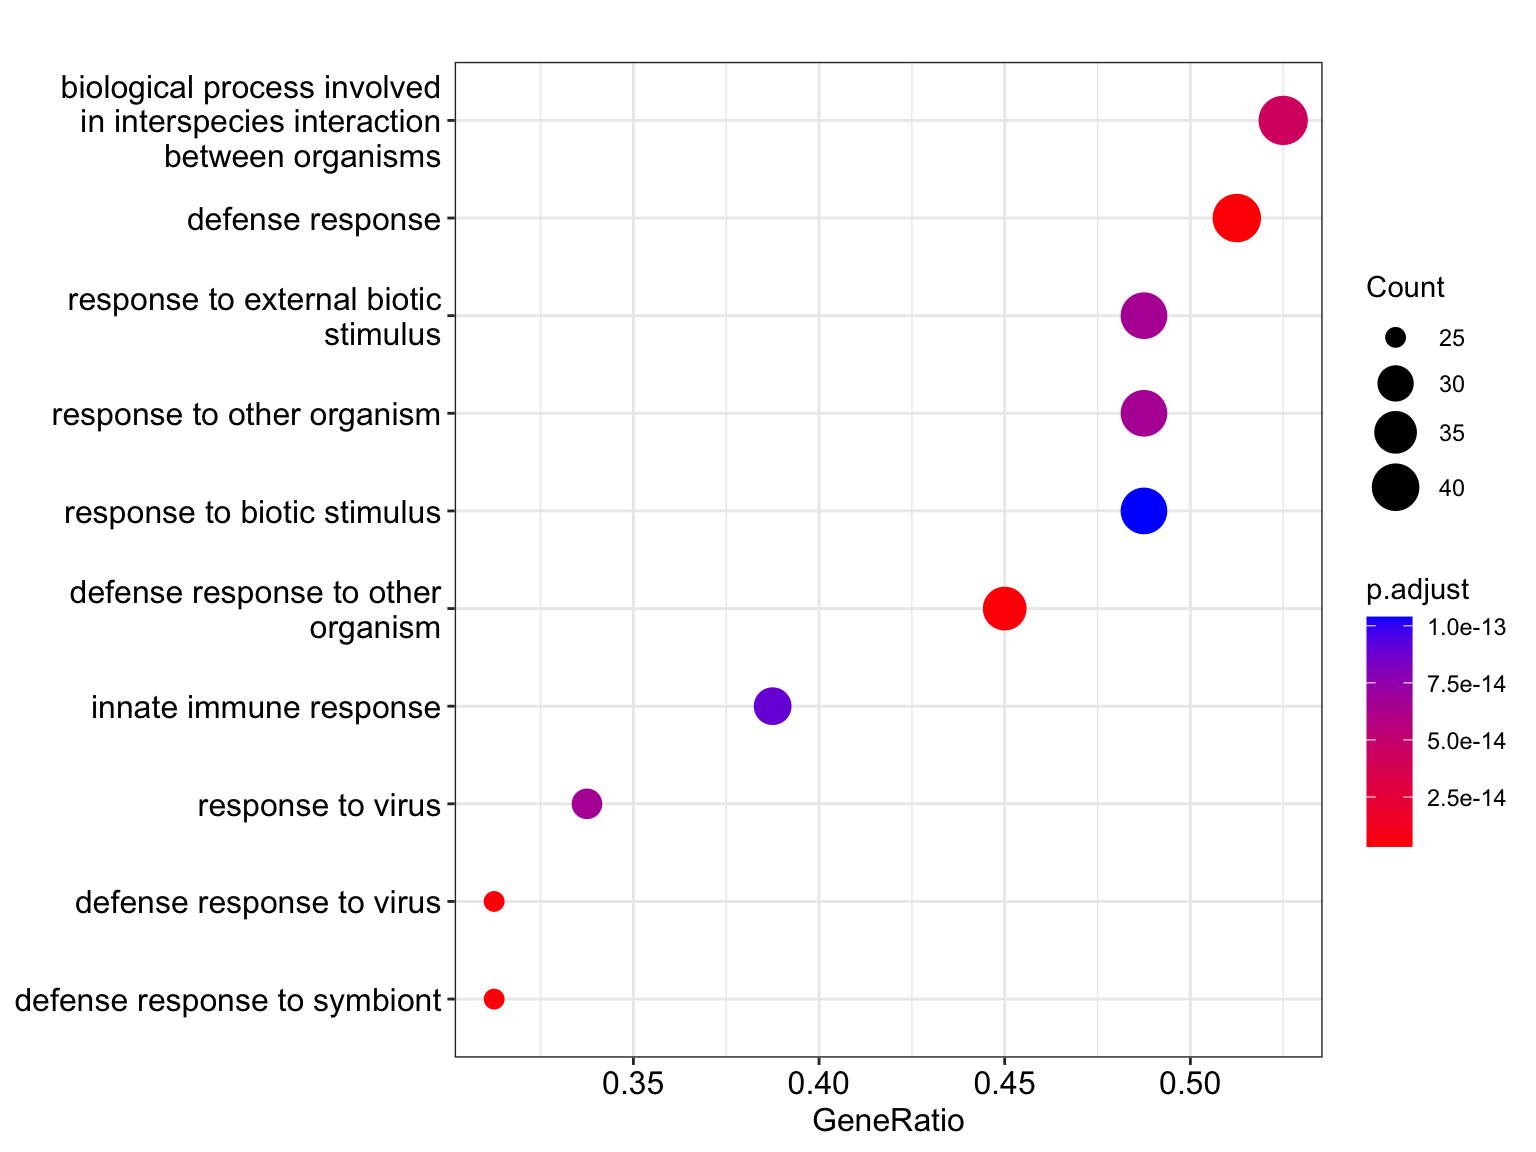 biological process involved
in interspecies interaction
between organisms
defense response
response to external biotic
stimulus
response to other organism
response to biotic stimulus
defense response to other
organism
innate immune response
response to virus
defense response to virus
defense response to symbiont
0.35
0.40
0.45
0.50
GeneRatio
Count
25
30
35
40
p.adjust
1.0e-13
7.5e-14
5.0e-14
2.5e-14